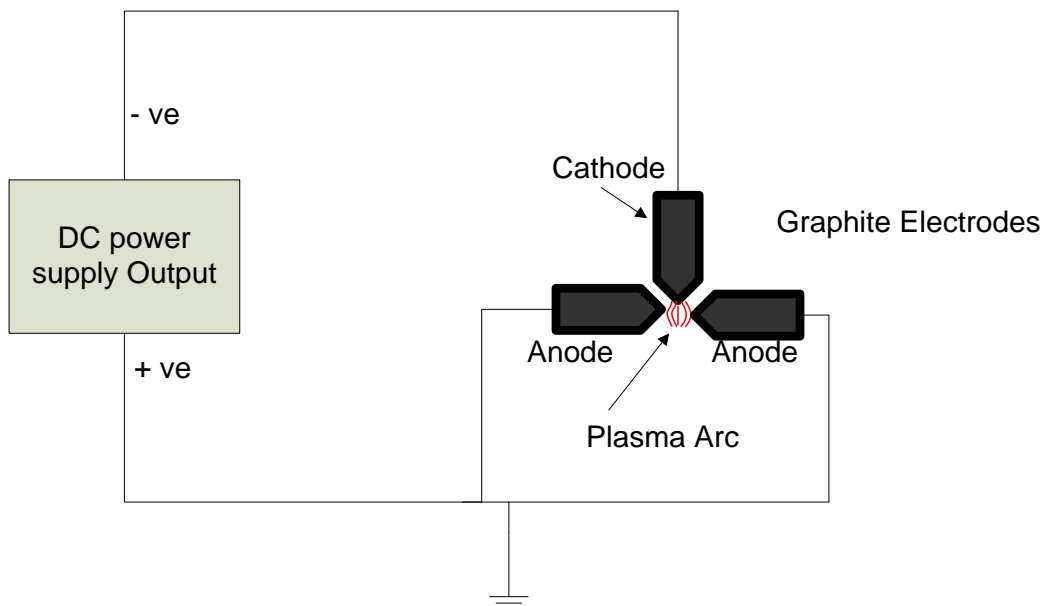 - ve
Cathode
Graphite Electrodes
DC power
supply Output
Anode
Anode
+ ve
Plasma Arc